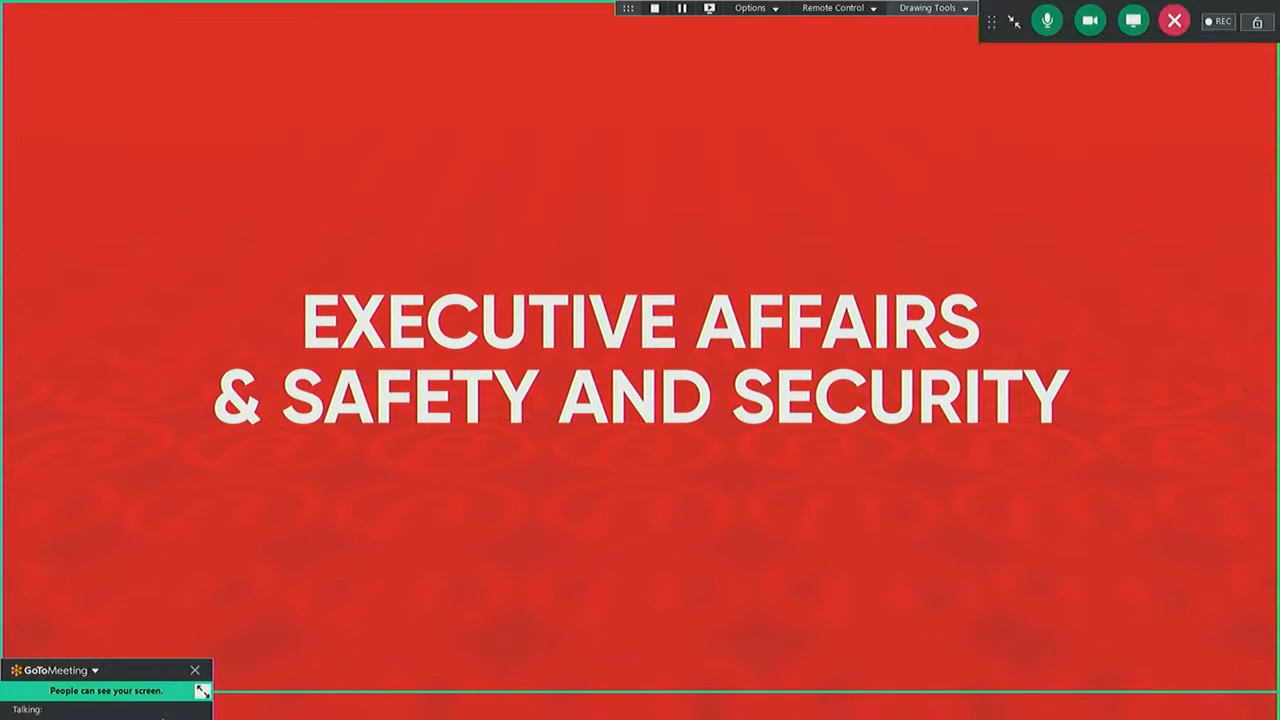 Options
Remote Control
Drawing Tools
REC
EXECUTIVE AFFAIRS
& SAFETY AND SECURITY
GoToMeeting
People can see your screen.
Talking: